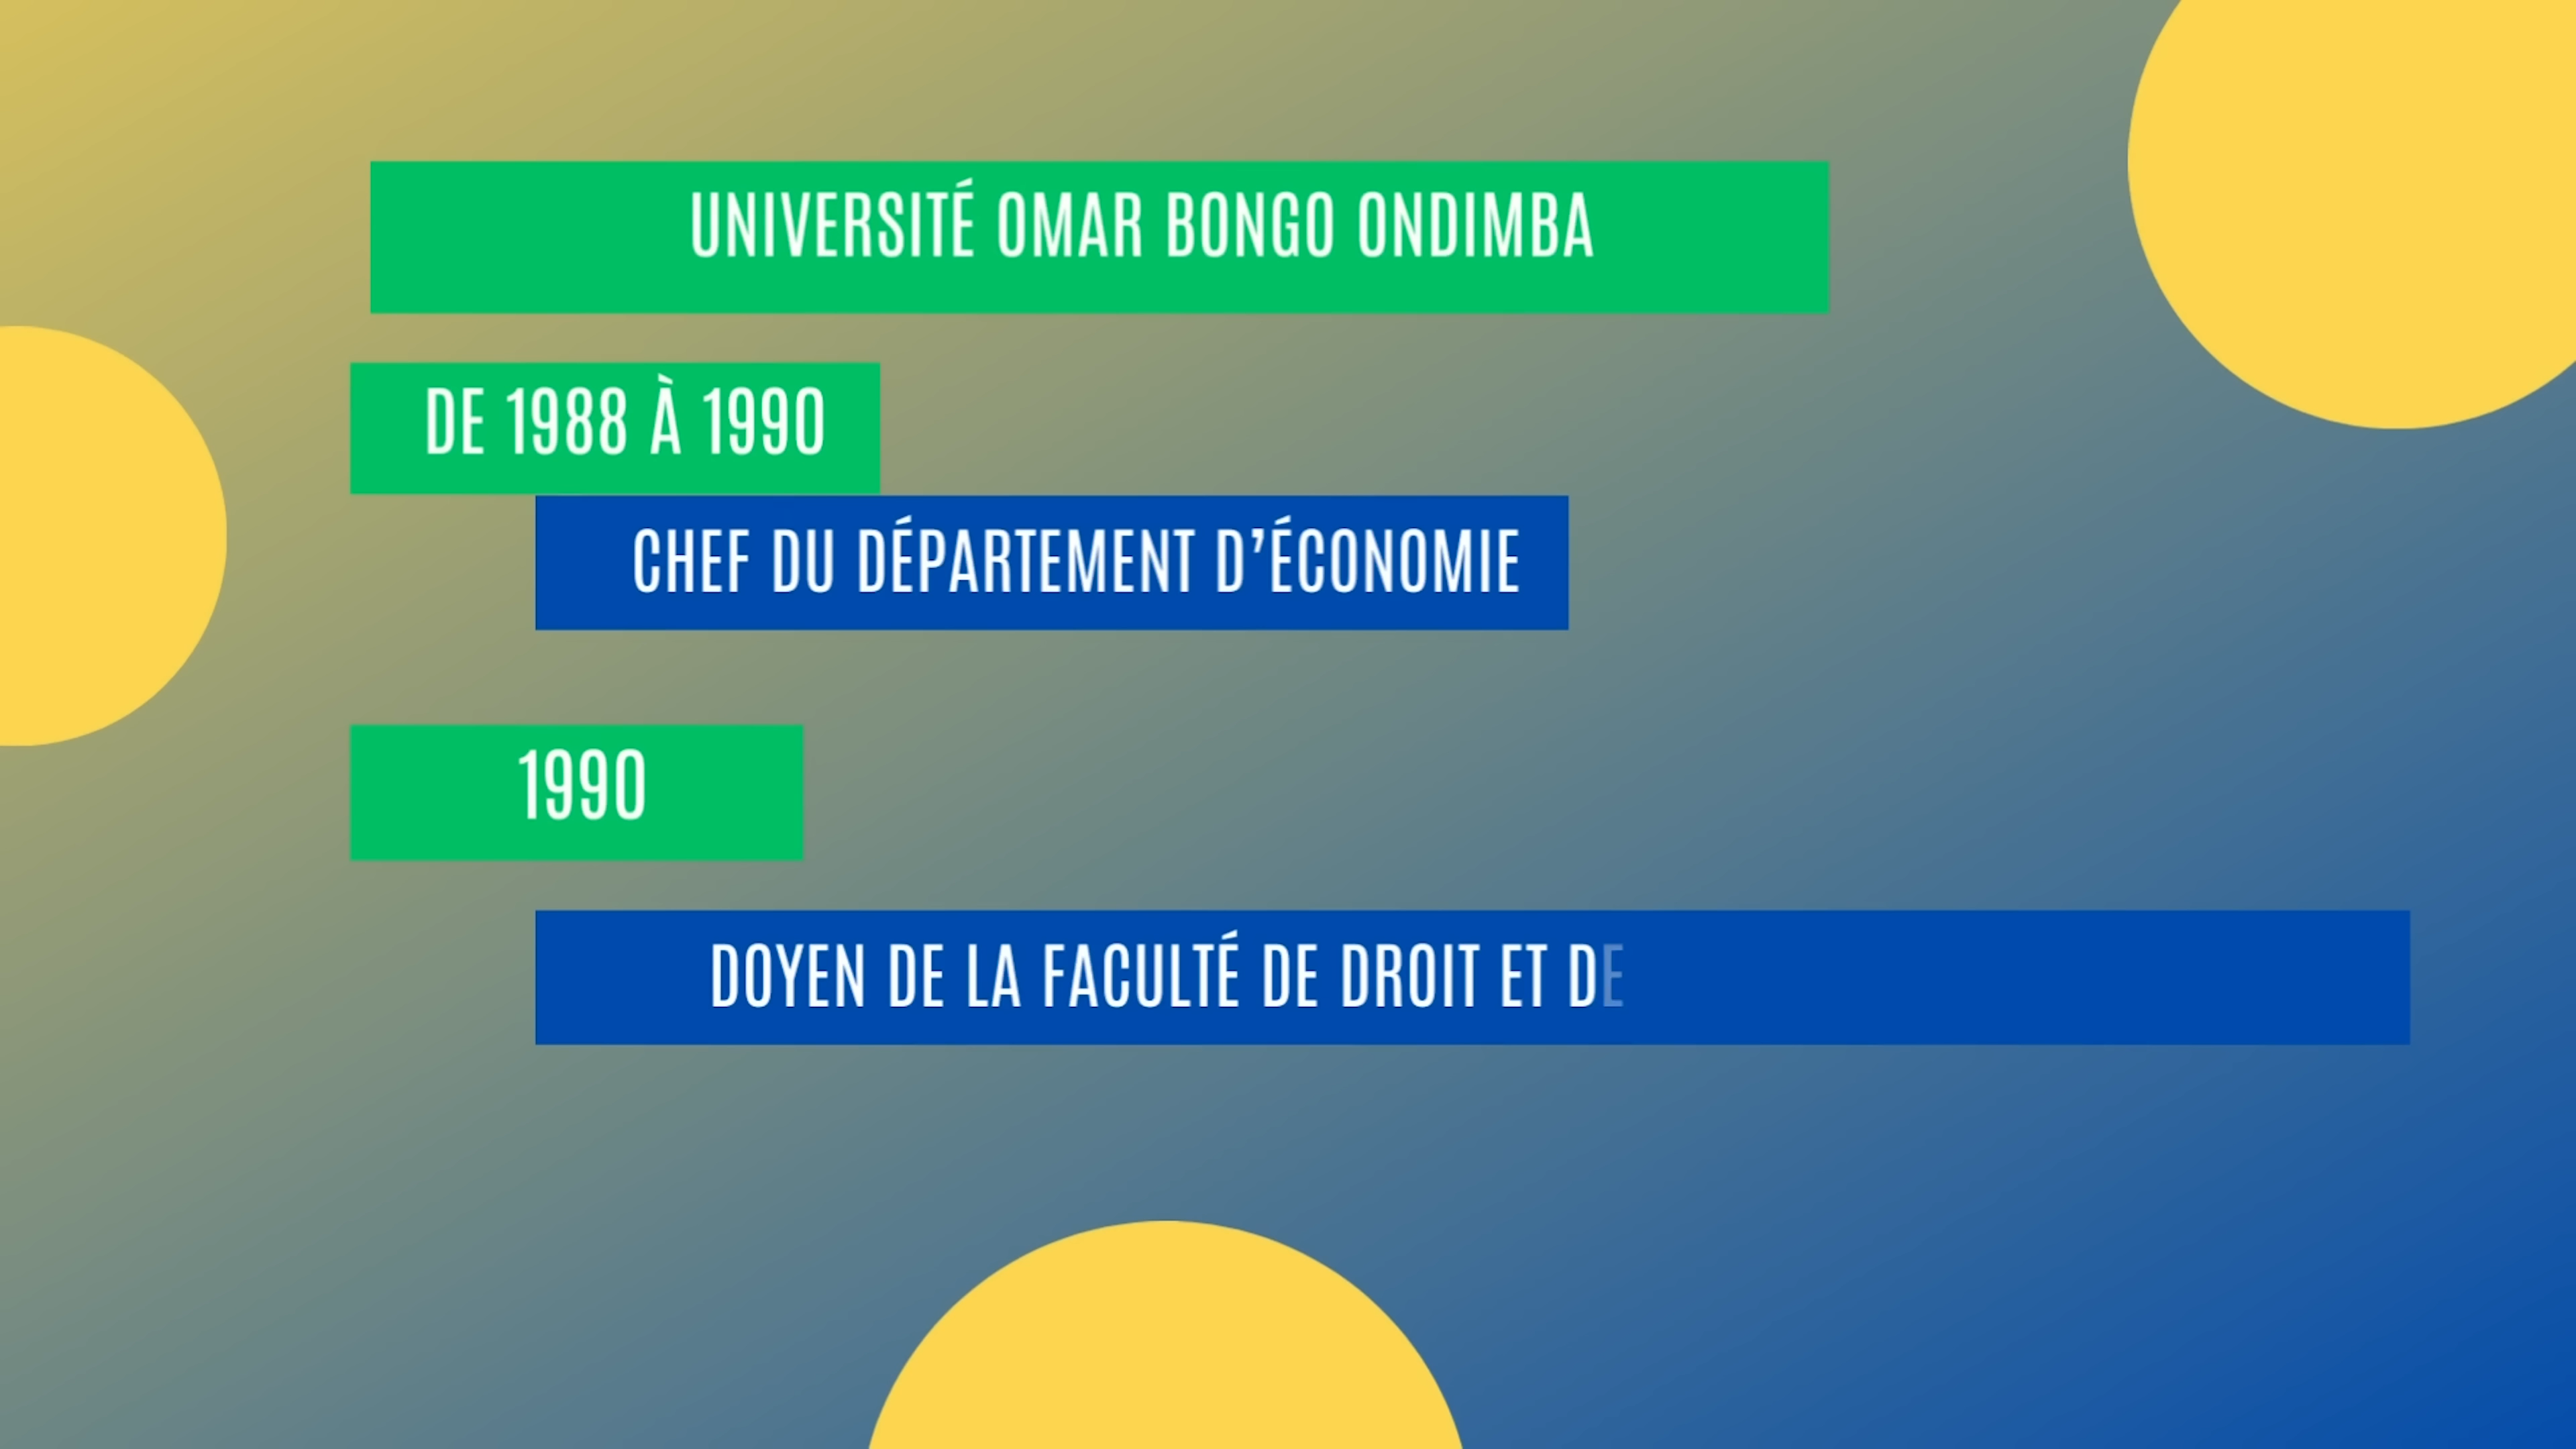 UNIVERSITÉ OMAR BONGO ONDIMBA
DE 1988 À 1990
CHEF DU DÉPARTEMENT D’ÉCONOMIE
1990
DOYEN DE LA FACULTÉ DE DROIT ET DE